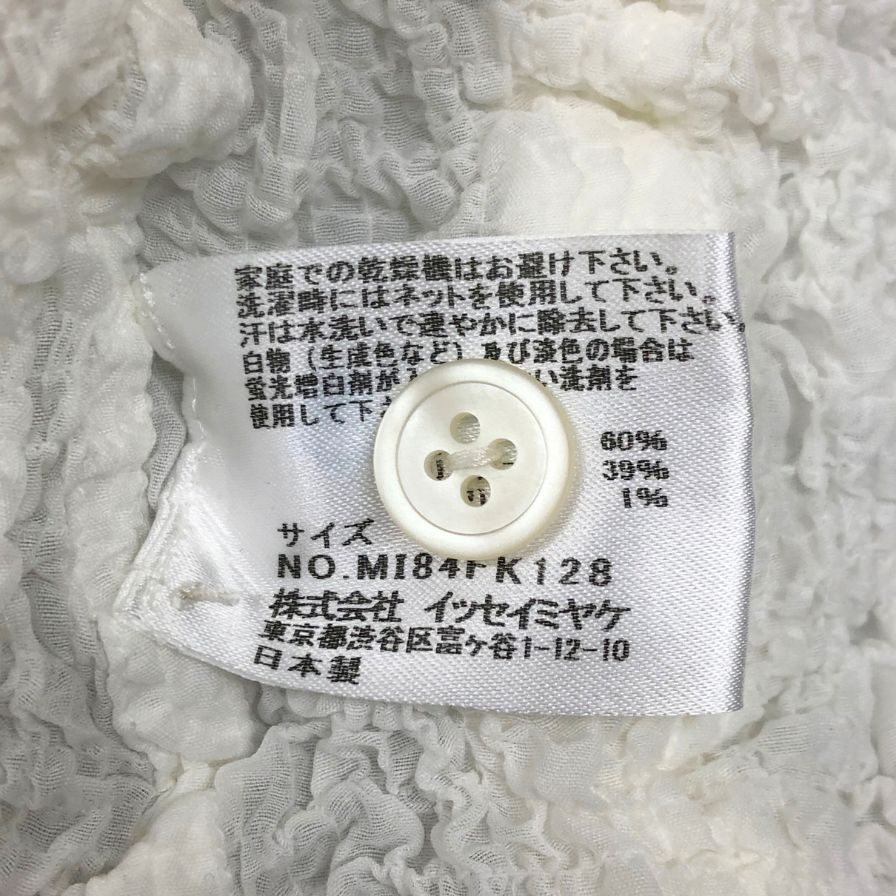 家庭での乾燥機はお避け下さい。
洗濯時にはネットを使用して下さい。
汗は水洗いで速やかに除去して下さい。
白物(生成色など)及び淡色の場合は
蛍光増白剤が い洗剤を
使用して下
60%
39%
1%
サイズ
NO.MI84FK128
株式会社 イッセイミヤケ
東京都渋谷区富ヶ谷1-12-10
日本製